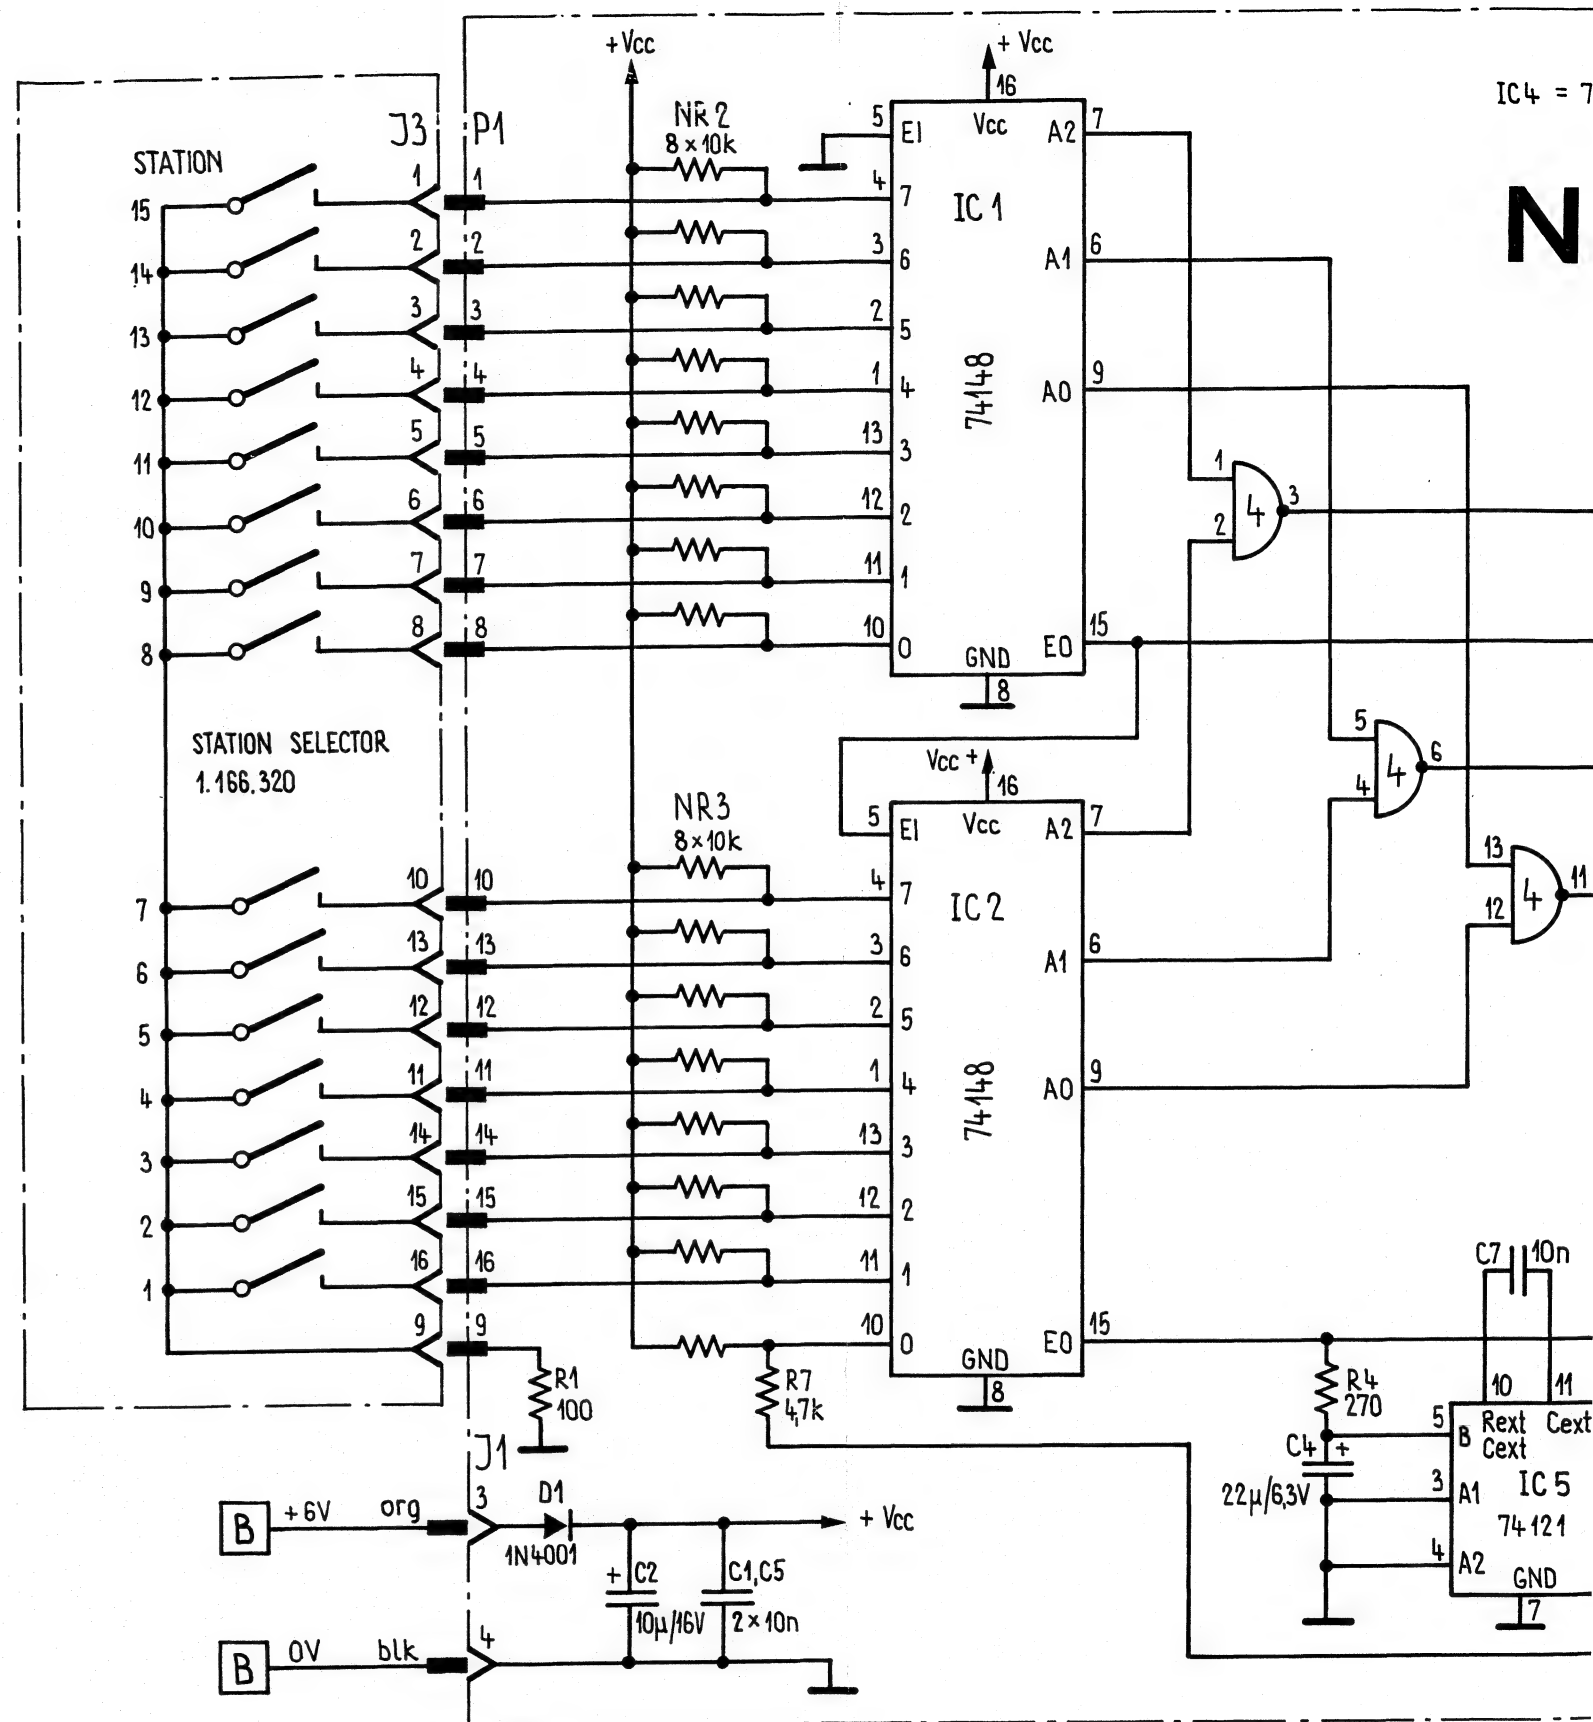 +Vcc
+ Vcc
16
IC4 = 7
N
J3
P1
NR2
8×10k
5
EI
Vcc
A2
7
STATION
IC 1
74148
15
1
1
4
7
14
2
2
3
6
A1
6
13
3
3
2
5
12
4
4
1
4
A0
9
11
5
5
13
3
1
2
4
3
10
6
6
12
2
9
7
7
11
1
8
8
8
10
0
GND
8
EO
15
STATION SELECTOR
1.166.320
5
4
4
6
Vcc +
16
NR3
8×10k
5
EI
Vcc
A2
7
IC 2
74148
13
12
4
11
7
10
10
4
7
6
13
13
3
6
A1
6
5
12
12
2
5
4
11
11
1
4
A0
9
3
14
14
13
3
2
15
15
12
2
1
16
16
11
1
9
9
10
0
GND
8
EO
15
R1
100
R7
4,7k
C7
10n
R4
270
10
11
5
B
Rext
Cext
Cext
C4
+
22µ/6,3V
3
A1
IC 5
74121
4
A2
GND
7
J1
B
+6V
org
3
D1
1N4001
+ Vcc
+
C2
10µ/16V
C1,C5
2×10n
B
0V
blk
4